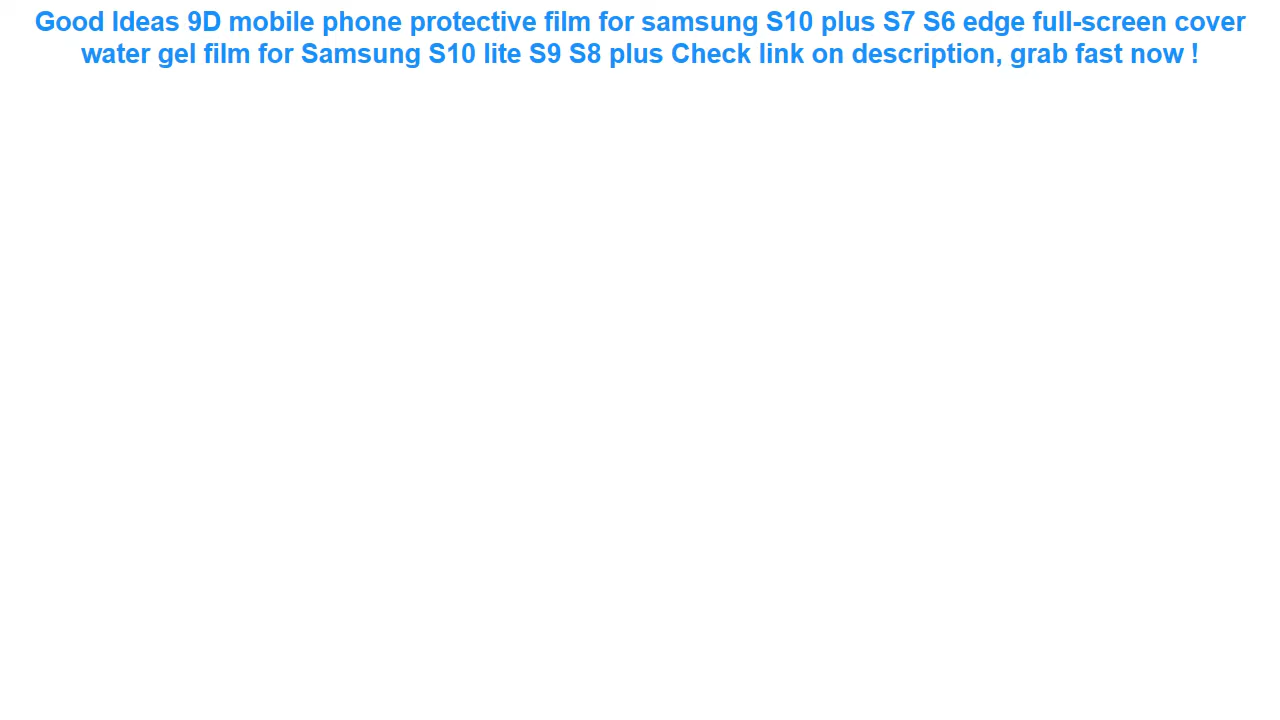 Good Ideas 9D mobile phone protective film for samsung S10 plus S7 S6 edge full-screen cover
water gel film for Samsung S10 lite S9 S8 plus Check link on description, grab fast now !